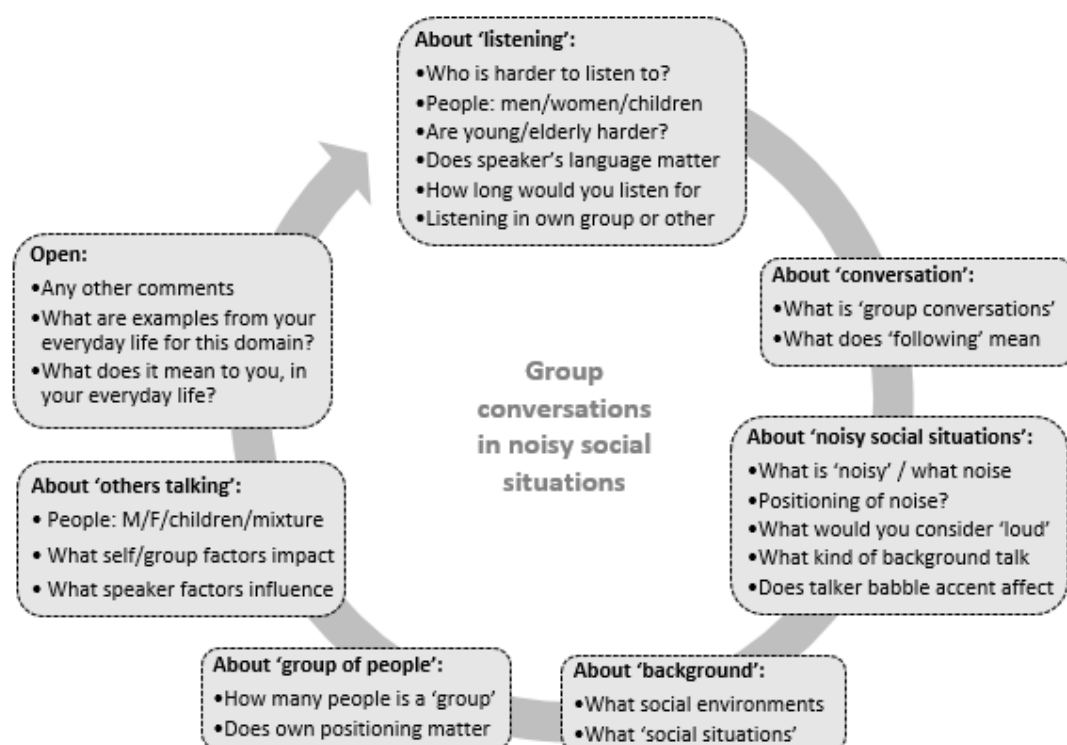 About ‘listening’:
•Who is harder to listen to?
•People: men/women/children
•Are young/elderly harder?
•Does speaker’s language matter
•How long would you listen for
•Listening in own group or other
About ‘conversation’:
•What is ‘group conversations’
•What does ‘following’ mean
About ‘noisy social situations’:
•What is ‘noisy’ / what noise
•Positioning of noise?
•What would you consider ‘loud’
•What kind of background talk
•Does talker babble accent affect
About ‘background’:
•What social environments
•What ‘social situations’
About ‘group of people’:
•How many people is a ‘group’
•Does own positioning matter
About ‘others talking’:
• People: M/F/children/mixture
• What self/group factors impact
• What speaker factors influence
Open:
•Any other comments
•What are examples from your
everyday life for this domain?
•What does it mean to you, in
your everyday life?
Group
conversations
in noisy social
situations